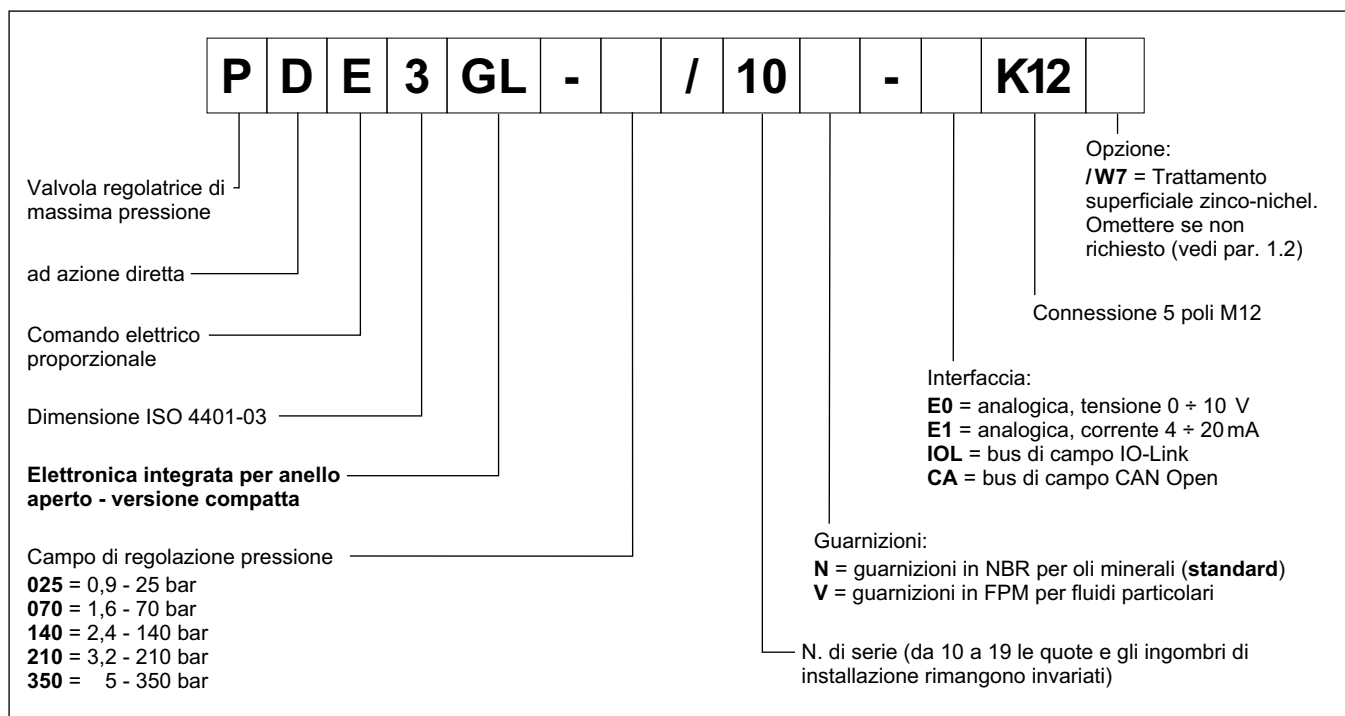 P D E 3 GL - / 10 - K12
Valvola regolatrice di
massima pressione
ad azione diretta
Comando elettrico
proporzionale
Dimensione ISO 4401-03
Elettronica integrata per anello
aperto - versione compatta
Campo di regolazione pressione
025 = 0,9 - 25 bar
070 = 1,6 - 70 bar
140 = 2,4 - 140 bar
210 = 3,2 - 210 bar
350 = 5 - 350 bar
Opzione:
/W7 = Trattamento
superficiale zinco-nichel.
Omettere se non
richiesto (vedi par. 1.2)
Connessione 5 poli M12
Interfaccia:
E0 = analogica, tensione 0 ÷ 10 V
E1 = analogica, corrente 4 ÷ 20 mA
IOL = bus di campo IO-Link
CA = bus di campo CAN Open
Guarnizioni:
N = guarnizioni in NBR per oli minerali (standard)
V = guarnizioni in FPM per fluidi particolari
N. di serie (da 10 a 19 le quote e gli ingombri di
installazione rimangono invariati)